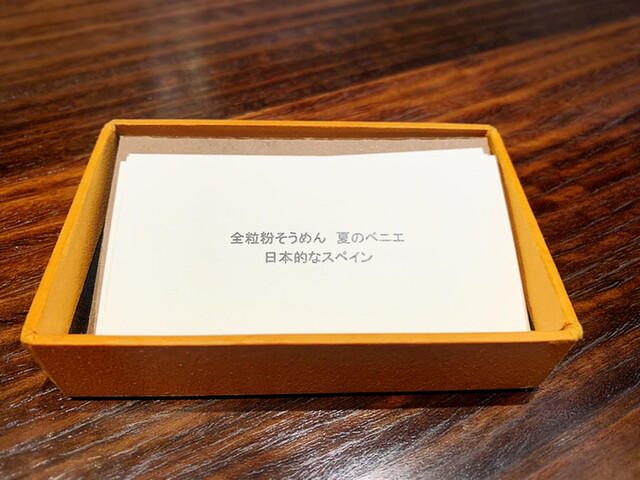 全粒粉そうめん　夏のベニエ
日本的なスペイン